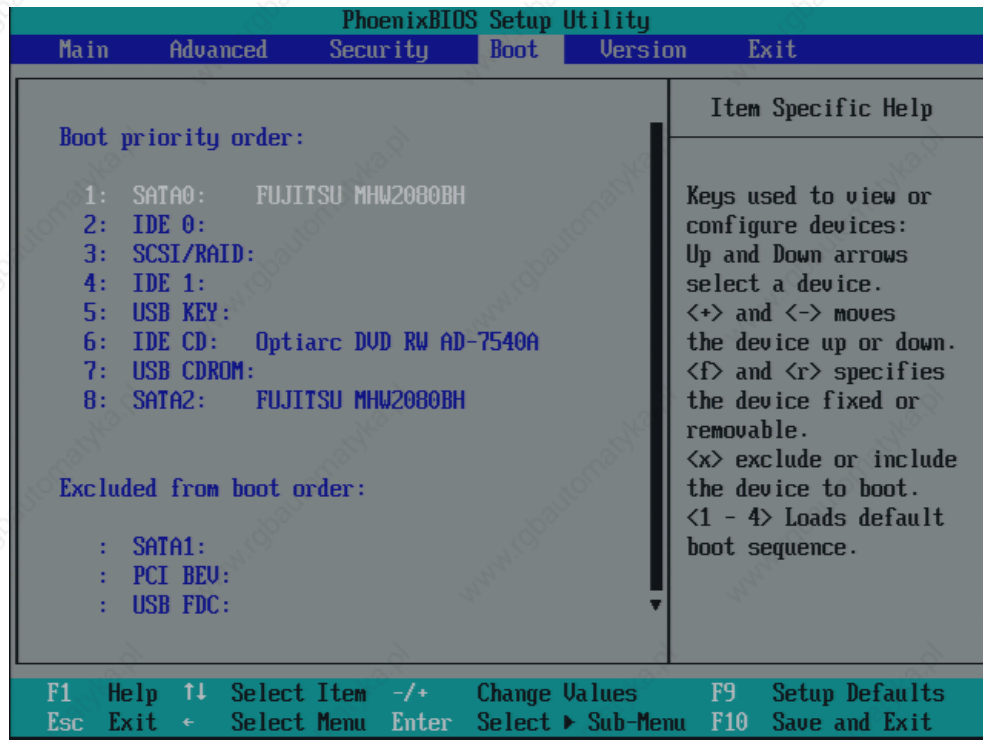 PhoenixBIOS Setup Utility
Main Advanced Security Boot Version Exit
Boot priority order:
1: SATA0: FUJITSU MHW2080BH
2: IDE 0:
3: SCSI/RAID:
4: IDE 1:
5: USB KEY:
6: IDE CD: Optiarc DVD RW AD-7540A
7: USB CDROM:
8: SATA2: FUJITSU MHW2080BH
Excluded from boot order:
: SATA1:
: PCI BEV:
: USB FDC:
Item Specific Help
Keys used to view or
configure devices:
Up and Down arrows
select a device.
<+> and <-> moves
the device up or down.
<f> and <r> specifies
the device fixed or
removable.
<x> exclude or include
the device to boot.
<1 - 4> Loads default
boot sequence.
F1 Help ↑↓ Select Item -/+ Change Values F9 Setup Defaults
Esc Exit ← Select Menu Enter Select ▶ Sub-Menu F10 Save and Exit
www.rgbautomatyka.pl